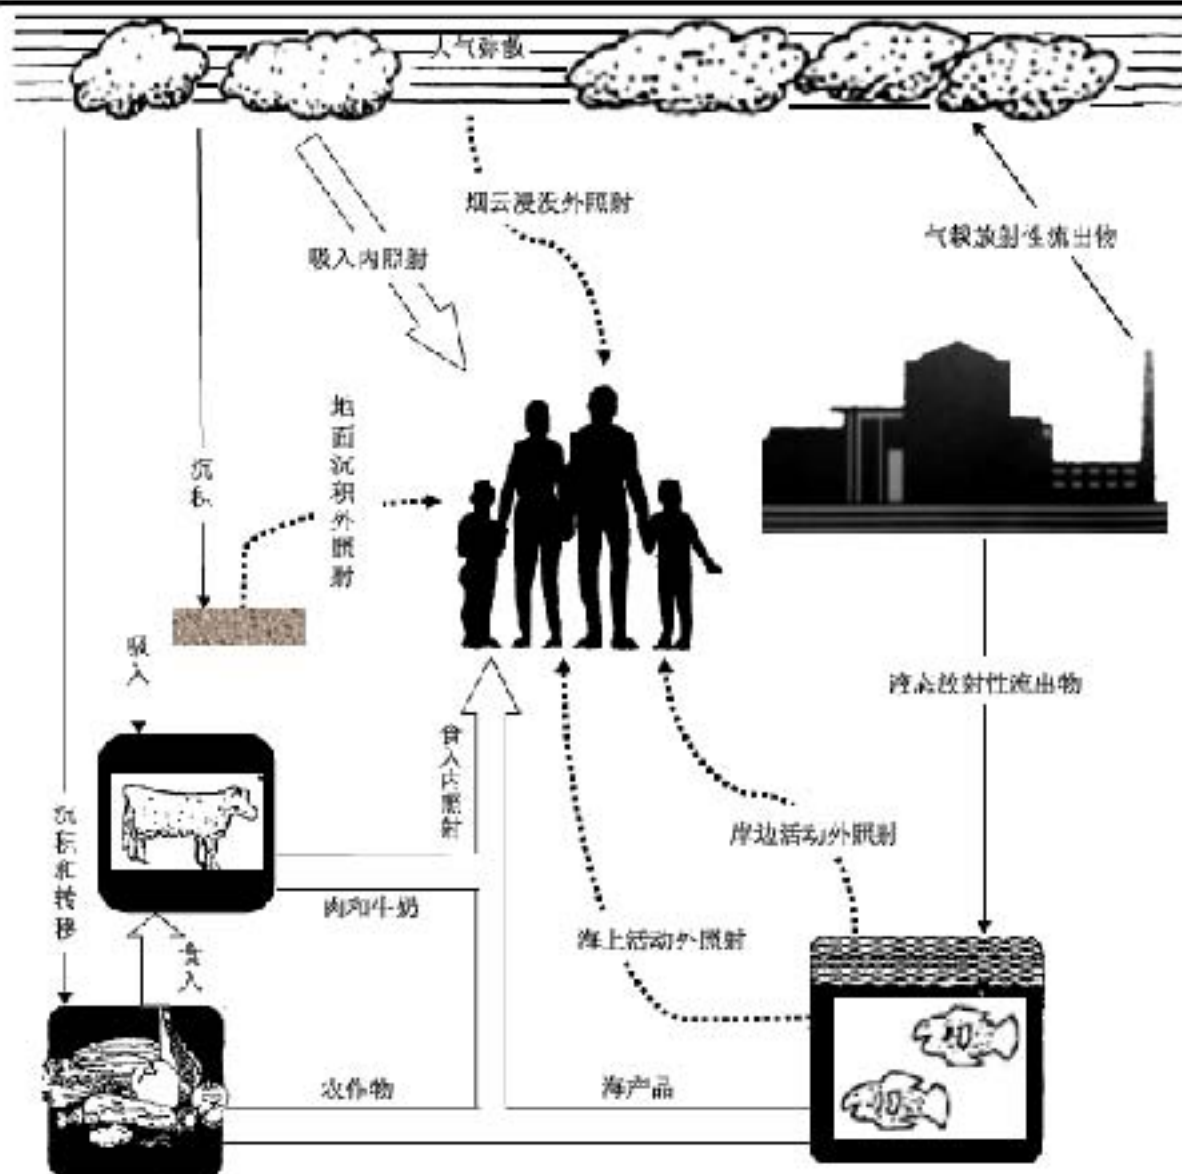 大气弥散
烟云浸没外照射
吸入内照射
气载放射性流出物
地面沉积外照射
沉积
吸入
液态放射性流出物
食入内照射
沉积和转移
岸边活动外照射
肉和牛奶
海上活动外照射
食入
农作物
海产品